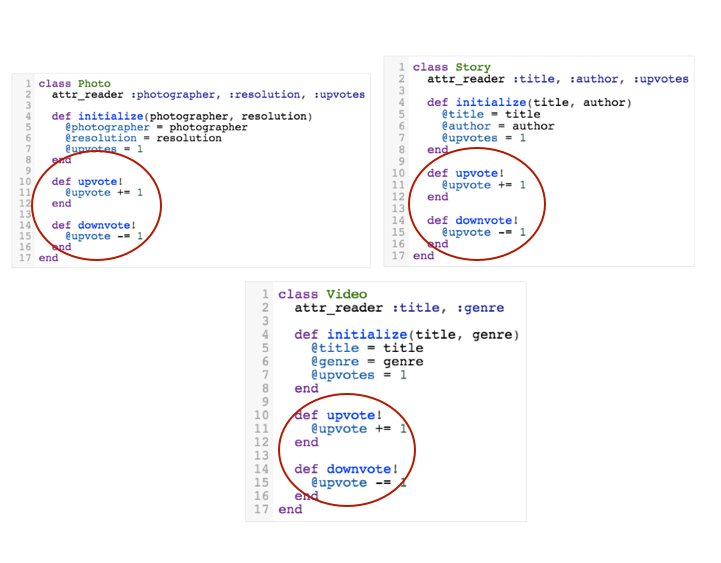 1 class Photo
2 attr_reader :photographer, :resolution, :upvotes
3
4 def initialize(photographer, resolution)
5 @photographer = photographer
6 @resolution = resolution
7 @upvotes = 1
8 end
9
10 def upvote!
11 @upvote += 1
12 end
13
14 def downvote!
15 @upvote -= 1
16 end
17 end
1 class Story
2 attr_reader :title, :author, :upvotes
3
4 def initialize(title, author)
5 @title = title
6 @author = author
7 @upvotes = 1
8 end
9
10 def upvote!
11 @upvote += 1
12 end
13
14 def downvote!
15 @upvote -= 1
16 end
17 end
1 class Video
2 attr_reader :title, :genre
3
4 def initialize(title, genre)
5 @title = title
6 @genre = genre
7 @upvotes = 1
8 end
9
10 def upvote!
11 @upvote += 1
12 end
13
14 def downvote!
15 @upvote -= 1
16 end
17 end